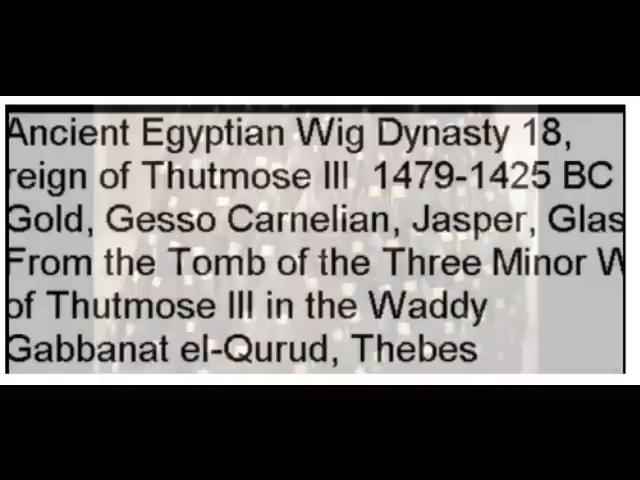 Ancient Egyptian Wig Dynasty 18,
reign of Thutmose III 1479-1425 BC
Gold, Gesso Carnelian, Jasper, Glas
From the Tomb of the Three Minor W
of Thutmose III in the Waddy
Gabbanat el-Qurud, Thebes